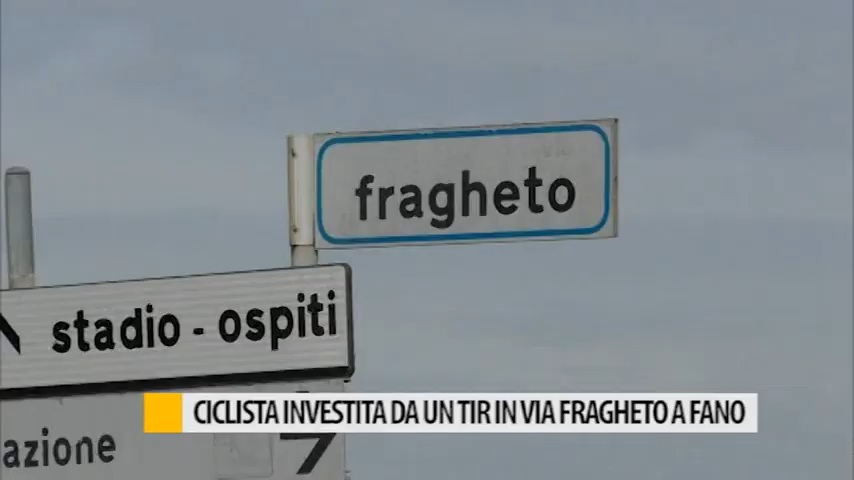 fragheto
stadio - ospiti
CICLISTA INVESTITA DA UN TIR IN VIA FRAGHETO A FANO
azione